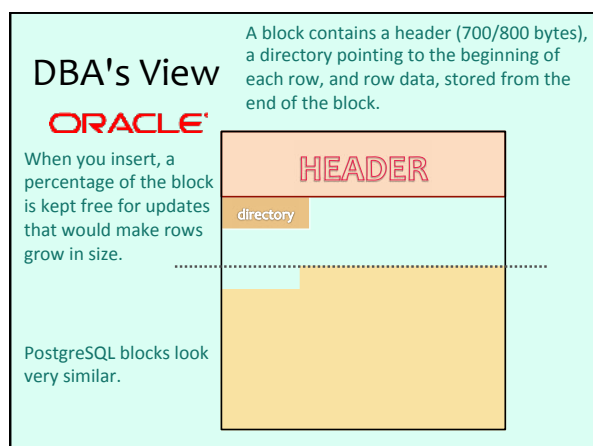 A block contains a header (700/800 bytes),
a directory pointing to the beginning of
each row, and row data, stored from the
end of the block.
DBA's View
ORACLE
When you insert, a
percentage of the block
is kept free for updates
that would make rows
grow in size.
HEADER
directory
PostgreSQL blocks look
very similar.